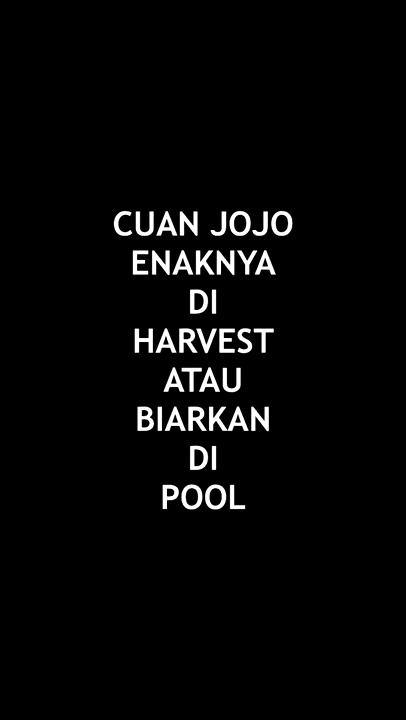 CUAN JOJO
ENAKNYA
DI
HARVEST
ATAU
BIARKAN
DI
POOL